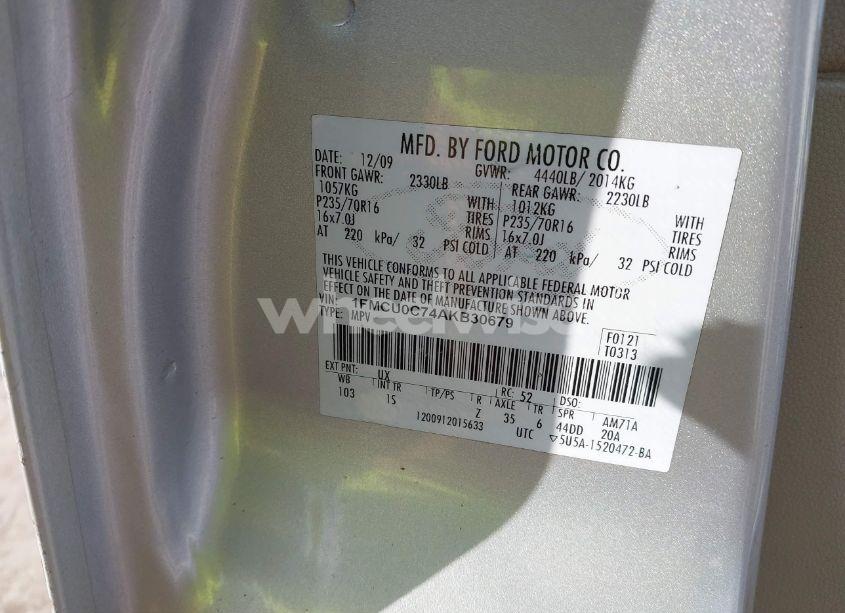 MFD. BY FORD MOTOR CO.
DATE: 12/09 GVWR: 4440LB/ 2014KG
FRONT GAWR: 2330LB REAR GAWR: 2230LB
1057KG WITH 1012KG WITH
P235/70R16 TIRES P235/70R16 TIRES
16x7.0J RIMS 16x7.0J RIMS
AT 220 kPa/ 32 PSI COLD AT 220 kPa/ 32 PSI COLD
THIS VEHICLE CONFORMS TO ALL APPLICABLE FEDERAL MOTOR
VEHICLE SAFETY AND THEFT PREVENTION STANDARDS IN
EFFECT ON THE DATE OF MANUFACTURE SHOWN ABOVE.
VIN: 1FMCU0C74AKB30679
TYPE: MPV
F0121
T0313
EXT PNT: UX RC: 52 DSO:
WB INT TR TP/PS R AXLE TR SPR AM71A
103 IS Z 35 6 44DD 20A
1200912015633 UTC ▽5U5A-1520472-BA
wheelwise